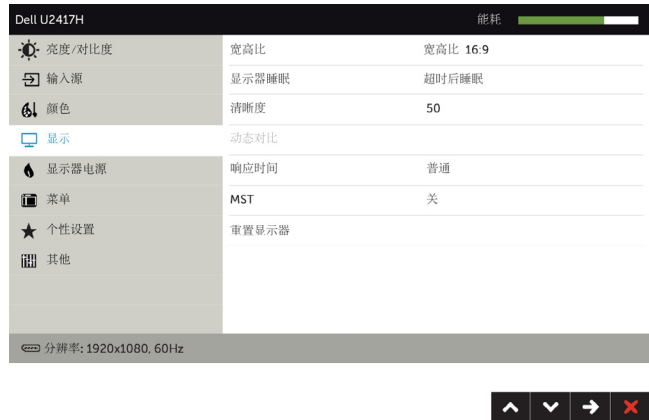 Dell U2417H 能耗
亮度/对比度 宽高比 宽高比 16:9
输入源 显示器睡眠 超时后睡眠
颜色 清晰度 50
显示 动态对比
显示器电源 响应时间 普通
菜单 MST 关
个性设置 重置显示器
其他
分辨率: 1920x1080, 60Hz